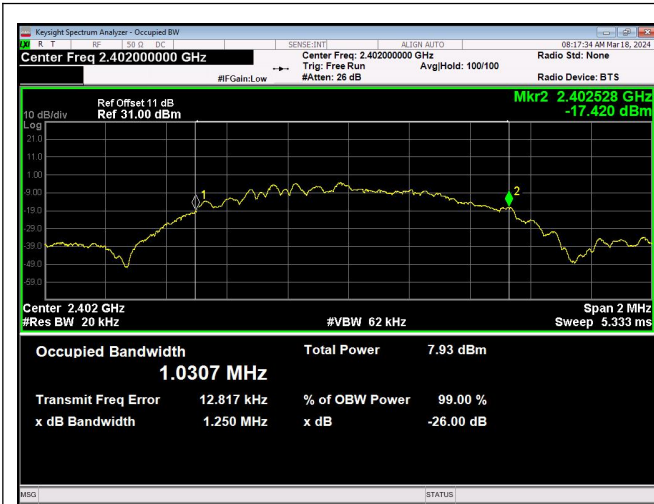 Keysight Spectrum Analyzer - Occupied BW
LXI R T RF 50 Ω DC SENSE:INT ALIGN AUTO 08:17:34 AM Mar 18, 2024
Center Freq 2.402000000 GHz Center Freq: 2.402000000 GHz Radio Std: None
Trig: Free Run Avg|Hold: 100/100
#IFGain:Low #Atten: 26 dB Radio Device: BTS
Mkr2 2.402528 GHz
-17.420 dBm
Ref Offset 11 dB
10 dB/div Ref 31.00 dBm
Log
21.0
11.0
1.00
1
2
-9.00
-19.0
-29.0
-39.0
-49.0
-59.0
Center 2.402 GHz Span 2 MHz
#Res BW 20 kHz #VBW 62 kHz Sweep 5.333 ms
Occupied Bandwidth Total Power 7.93 dBm
1.0307 MHz
Transmit Freq Error 12.817 kHz % of OBW Power 99.00 %
x dB Bandwidth 1.250 MHz x dB -26.00 dB
MSG STATUS